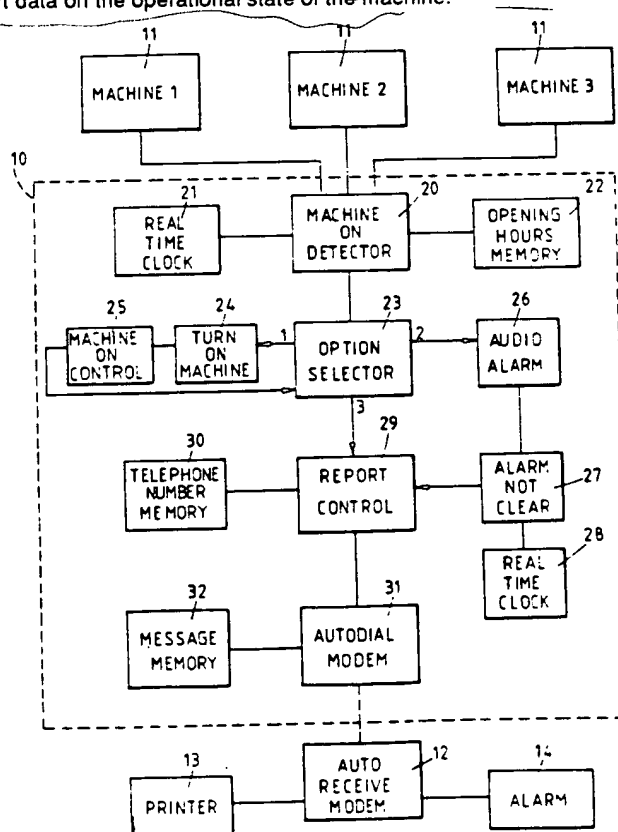 rt data on the operational state of the machine.
11
11
11
MACHINE 1
MACHINE 2
MACHINE 3
10
21
20
22
REAL
TIME
CLOCK
MACHINE
ON
DETECTOR
OPENING
HOURS
MEMORY
25
24
23
26
MACHINE
ON
CONTROL
TURN
ON
MACHINE
1
OPTION
SELECTOR
2
AUDIO
ALARM
3
30
29
TELEPHONE
NUMBER
MEMORY
REPORT
CONTROL
ALARM
NOT
CLEAR
27
28
REAL
TIME
CLOCK
32
31
MESSAGE
MEMORY
AUTODIAL
MODEM
13
12
14
PRINTER
AUTO
RECEIVE
MODEM
ALARM